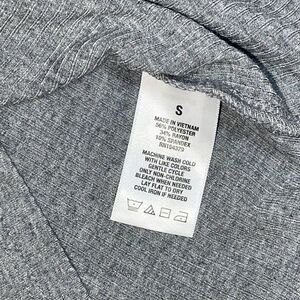 S
MADE IN VIETNAM
56% POLYESTER
34% RAYON
10% SPANDEX
RN104379
MACHINE WASH COLD
WITH LIKE COLORS
GENTLE CYCLE
ONLY NON-CHLORINE
BLEACH WHEN NEEDED
LAY FLAT TO DRY
COOL IRON IF NEEDED